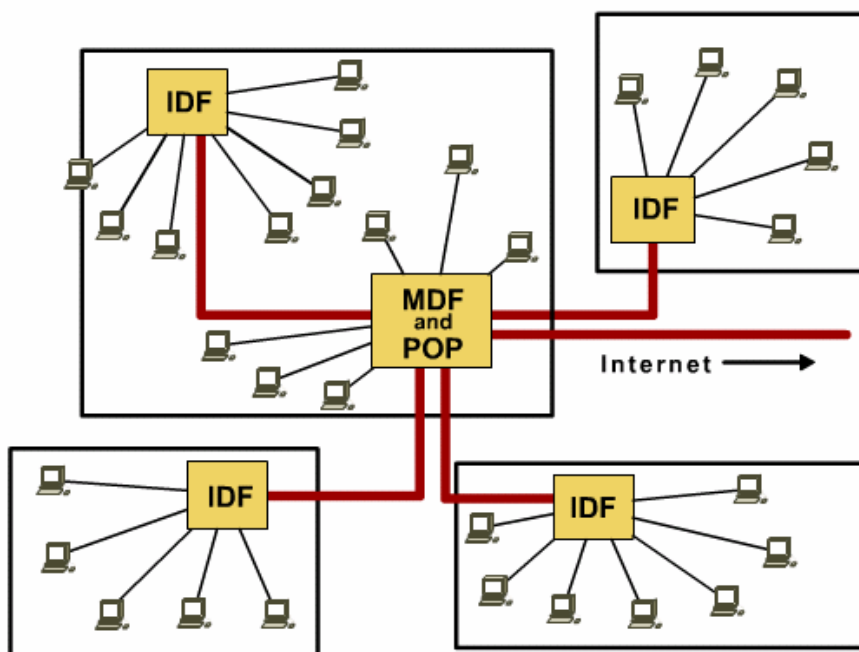 IDF
IDF
MDF
and
POP
Internet
IDF
IDF